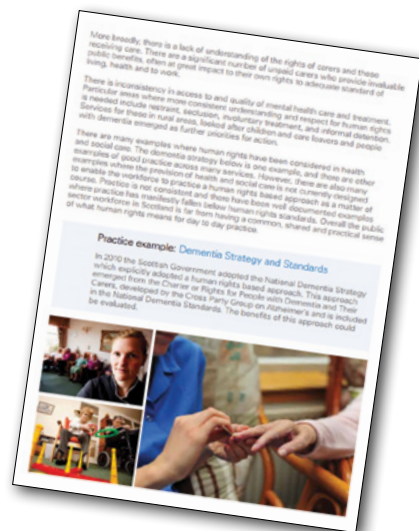 More broadly, there is a lack of understanding of the rights of carers and those
receiving care. There are a significant number of unpaid carers who provide invaluable
public benefits, often at great impact to their own rights to adequate standard of
living, health and to work.
There is inconsistency in access to and quality of mental health care and treatment.
Particular areas where more consistent understanding and respect for human rights
is needed include restraint, seclusion, involuntary treatment, and informal detention.
Services for those in rural areas, looked after children and care leavers and people
with dementia emerged as further priorities for action.
There are many examples where human rights have been considered in health
and social care. The dementia strategy below is one example, and there are other
examples of good practice across many services. However, there are also many
examples where the provision of health and social care is not currently designed
to enable the workforce to practice a human rights based approach as a matter of
course. Practice is not consistent and there have been well documented examples
where practice has manifestly fallen below human rights standards. Overall the public
sector workforce in Scotland is far from having a common, shared and practical sense
of what human rights means for day to day practice.
Practice example: Dementia Strategy and Standards
In 2010 the Scottish Government adopted the National Dementia Strategy
which explicitly adopted a human rights based approach. This approach
emerged from the Charter of Rights for People with Dementia and Their
Carers, developed by the Cross Party Group on Alzheimer's and is included
in the National Dementia Standards. The benefits of this approach could
be evaluated.